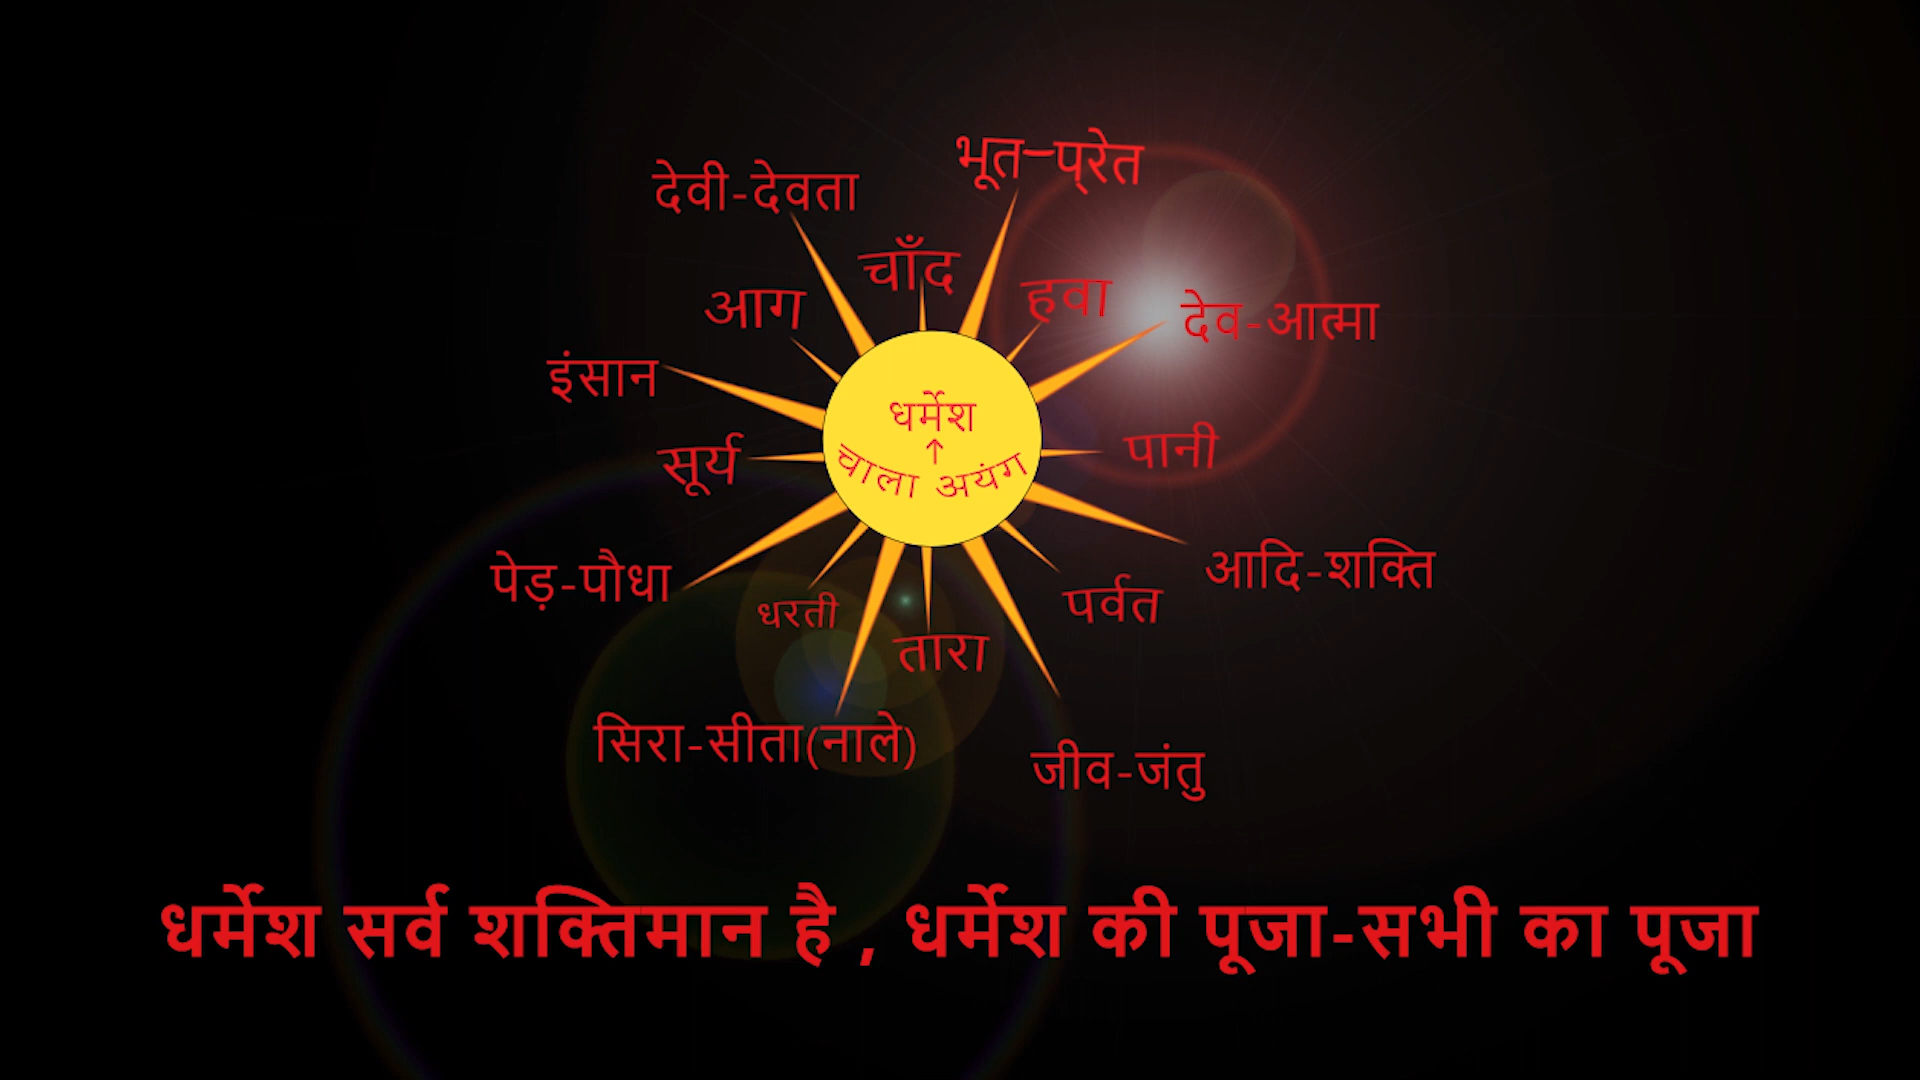 भूत-प्रेत
देवी-देवता
चाँद
हवा
आग
देव-आत्मा
इंसान
धर्मेश
↑
चाला अयंग
पानी
सूर्य
आदि-शक्ति
पेड़-पौधा
पर्वत
धरती
तारा
सिरा-सीता(नाले)
जीव-जंतु
धर्मेश सर्व शक्तिमान है , धर्मेश की पूजा-सभी का पूजा